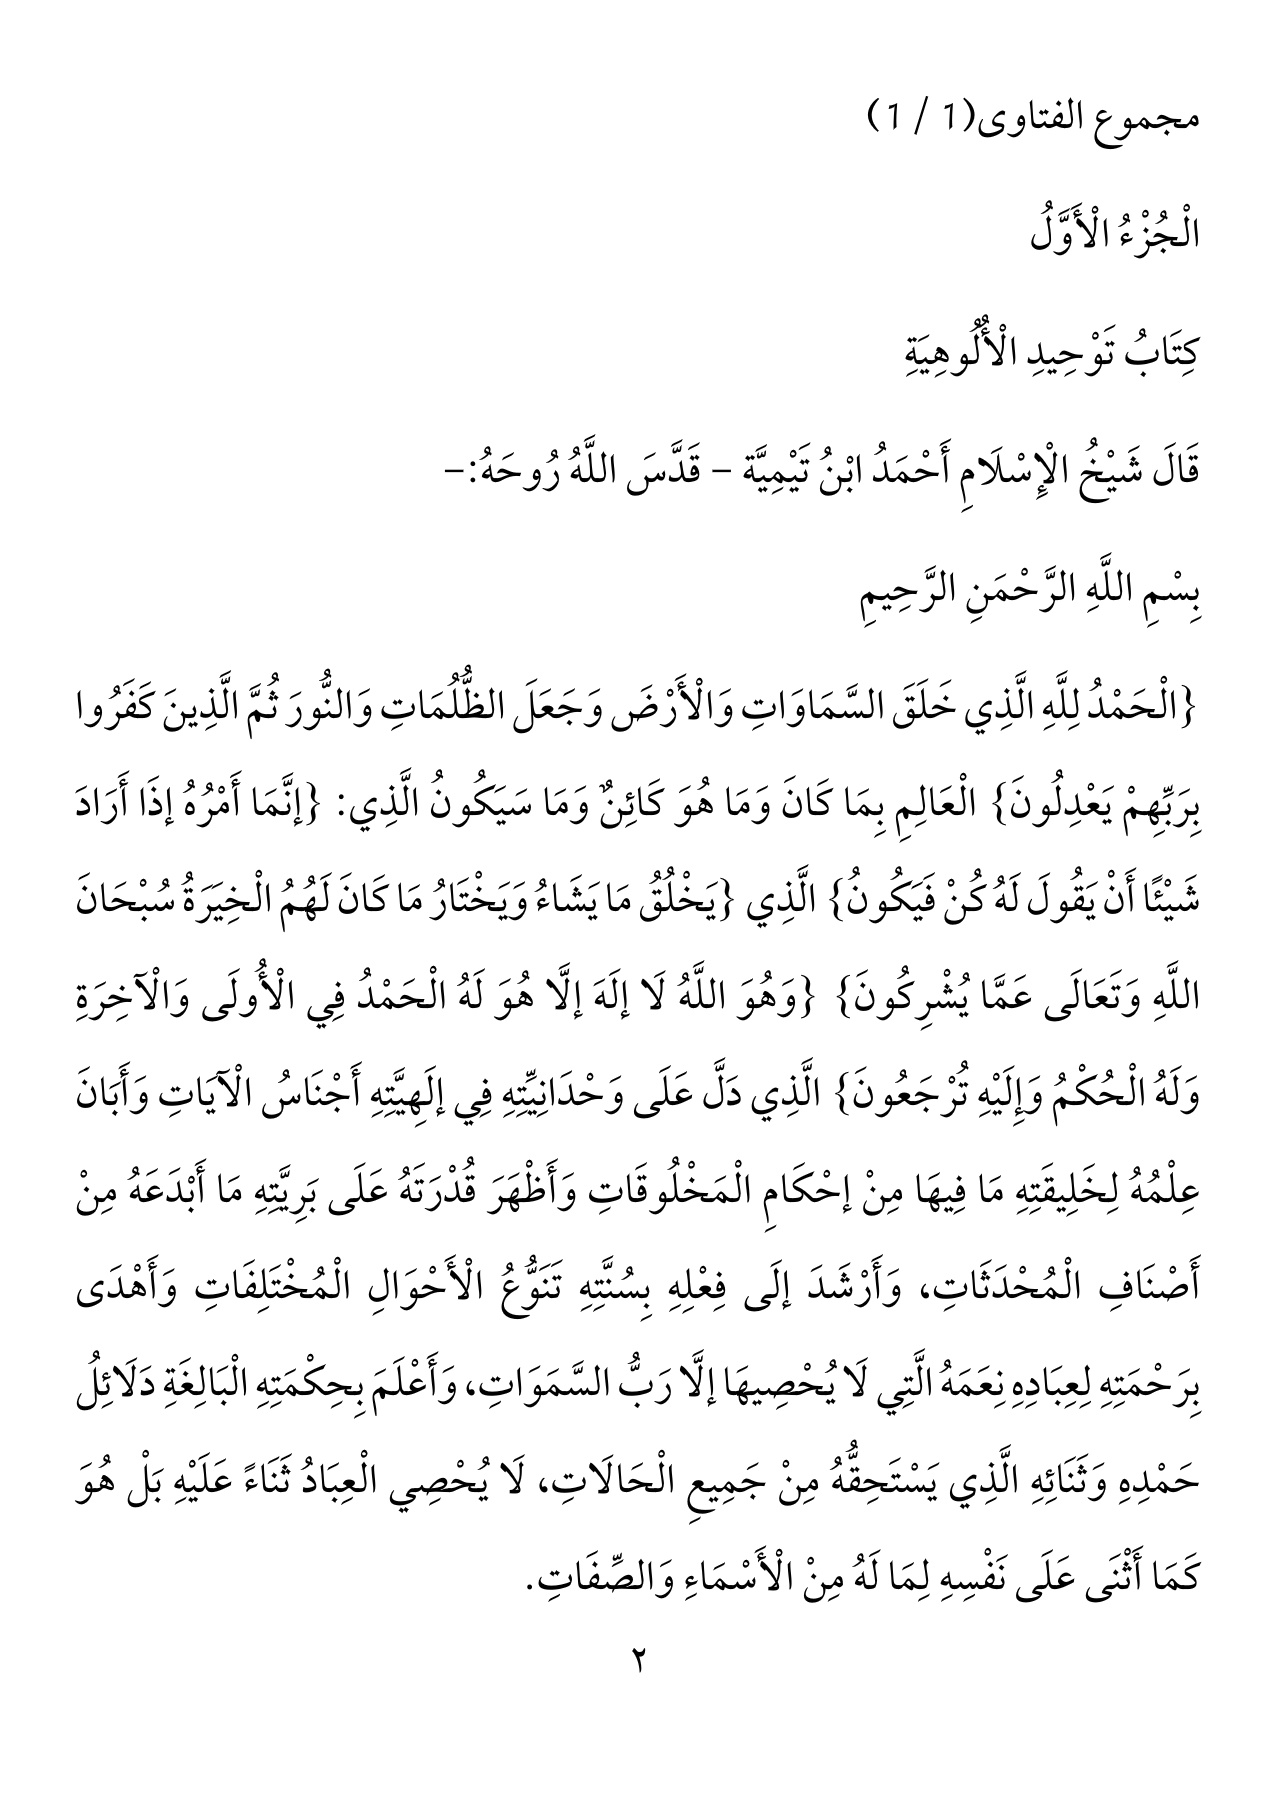 مجموع الفتاوى(1 / 1)
الْجُزْءُ الْأَوَّلُ
كِتَابُ تَوْحِيدِ الْأُلُوهِيَةِ
قَالَ شَيْخُ الْإِسْلَامِ أَحْمَدُ ابْنُ تَيْمِيَّة – قَدَّسَ اللَّهُ رُوحَهُ:–
بِسْمِ اللَّهِ الرَّحْمَنِ الرَّحِيمِ
{الْحَمْدُ لِلَّهِ الَّذِي خَلَقَ السَّمَاوَاتِ وَالْأَرْضَ وَجَعَلَ الظُّلُمَاتِ وَالنُّورَ ثُمَّ الَّذِينَ كَفَرُوا
بِرَبِّهِمْ يَعْدِلُونَ} الْعَالِمِ بِمَا كَانَ وَمَا هُوَ كَائِنٌ وَمَا سَيَكُونُ الَّذِي: {إنَّمَا أَمْرُهُ إذَا أَرَادَ
شَيْئًا أَنْ يَقُولَ لَهُ كُنْ فَيَكُونُ} الَّذِي {يَخْلُقُ مَا يَشَاءُ وَيَخْتَارُ مَا كَانَ لَهُمُ الْخِيَرَةُ سُبْحَانَ
اللَّهِ وَتَعَالَى عَمَّا يُشْرِكُونَ} {وَهُوَ اللَّهُ لَا إلَهَ إلَّا هُوَ لَهُ الْحَمْدُ فِي الْأُولَى وَالْآخِرَةِ
وَلَهُ الْحُكْمُ وَإِلَيْهِ تُرْجَعُونَ} الَّذِي دَلَّ عَلَى وَحْدَانِيِّتِهِ فِي إلَهِيَّتِهِ أَجْنَاسُ الْآيَاتِ وَأَبَانَ
عِلْمُهُ لِخَلِيقَتِهِ مَا فِيهَا مِنْ إحْكَامِ الْمَخْلُوقَاتِ وَأَظْهَرَ قُدْرَتَهُ عَلَى بَرِيَّتِهِ مَا أَبْدَعَهُ مِنْ
أَصْنَافِ الْمُحْدَثَاتِ، وَأَرْشَدَ إلَى فِعْلِهِ بِسُنَّتِهِ تَنَوُّعُ الْأَحْوَالِ الْمُخْتَلِفَاتِ وَأَهْدَى
بِرَحْمَتِهِ لِعِبَادِهِ نِعَمَهُ الَّتِي لَا يُحْصِيهَا إلَّا رَبُّ السَّمَوَاتِ، وَأَعْلَمَ بِحِكْمَتِهِ الْبَالِغَةِ دَلَائِلُ
حَمْدِهِ وَثَنَائِهِ الَّذِي يَسْتَحِقُّهُ مِنْ جَمِيعِ الْحَالَاتِ، لَا يُحْصِي الْعِبَادُ ثَنَاءً عَلَيْهِ بَلْ هُوَ
كَمَا أَثْنَى عَلَى نَفْسِهِ لِمَا لَهُ مِنْ الْأَسْمَاءِ وَالصِّفَاتِ.
٢